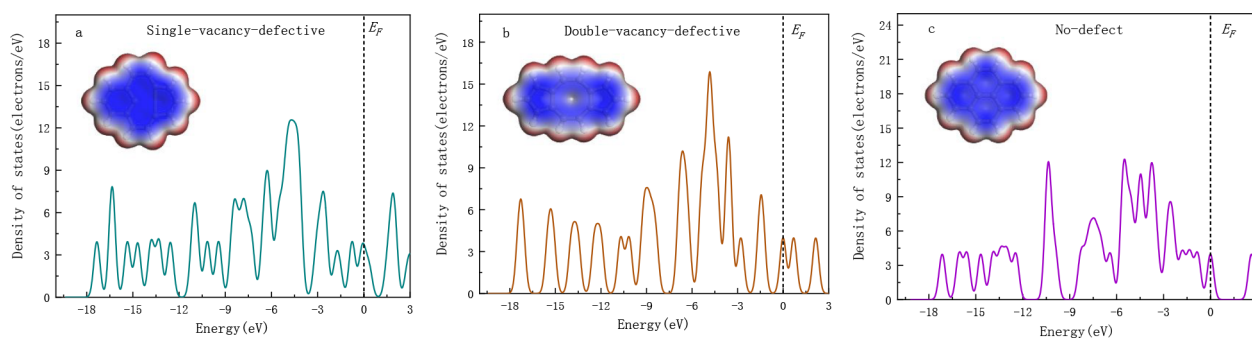 a Single-vacancy-defective E_F
Density of states(electrons/eV)
18
15
12
9
6
3
0
-18 -15 -12 -9 -6 -3 0 3
Energy(eV)
b Double-vacancy-defective E_F
Density of states(electrons/eV)
18
15
12
9
6
3
0
-18 -15 -12 -9 -6 -3 0 3
Energy(eV)
c No-defect E_F
Density of states(electrons/eV)
24
21
18
15
12
9
6
3
0
-18 -15 -12 -9 -6 -3 0
Energy(eV)